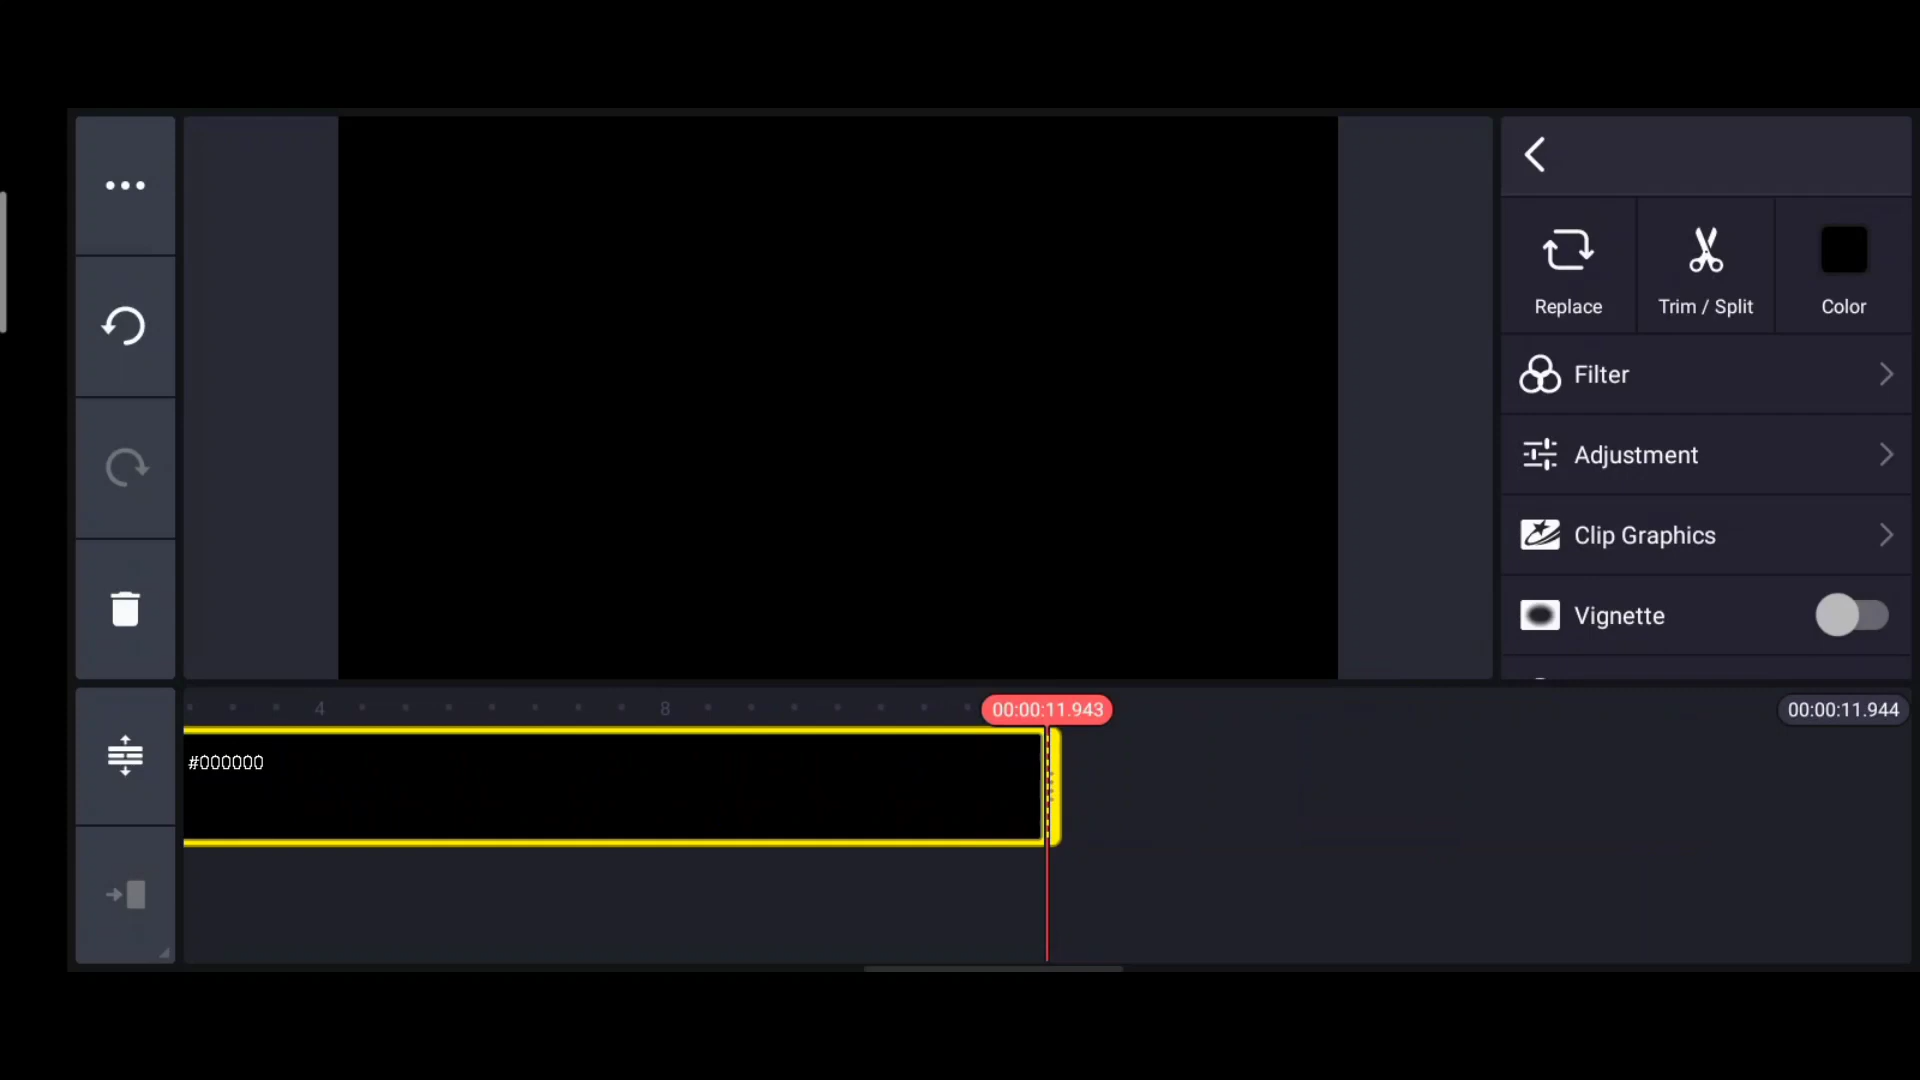 Replace
Trim / Split
Color
Filter
Adjustment
Clip Graphics
Vignette
4
8
00:00:11.943
00:00:11.944
#000000